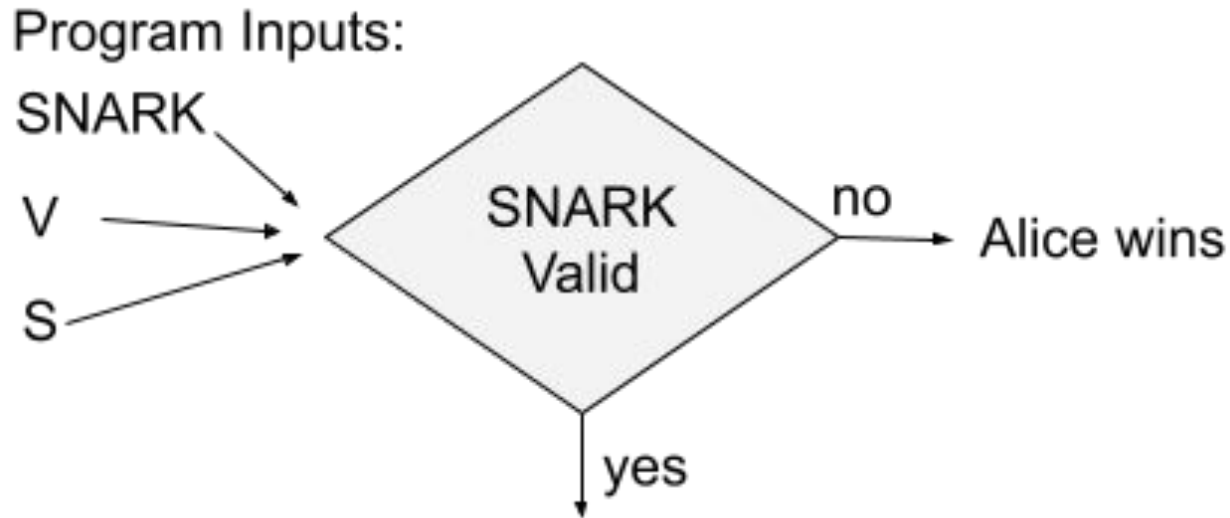 Program Inputs:
SNARK
V
S
SNARK
Valid
no
Alice wins
yes